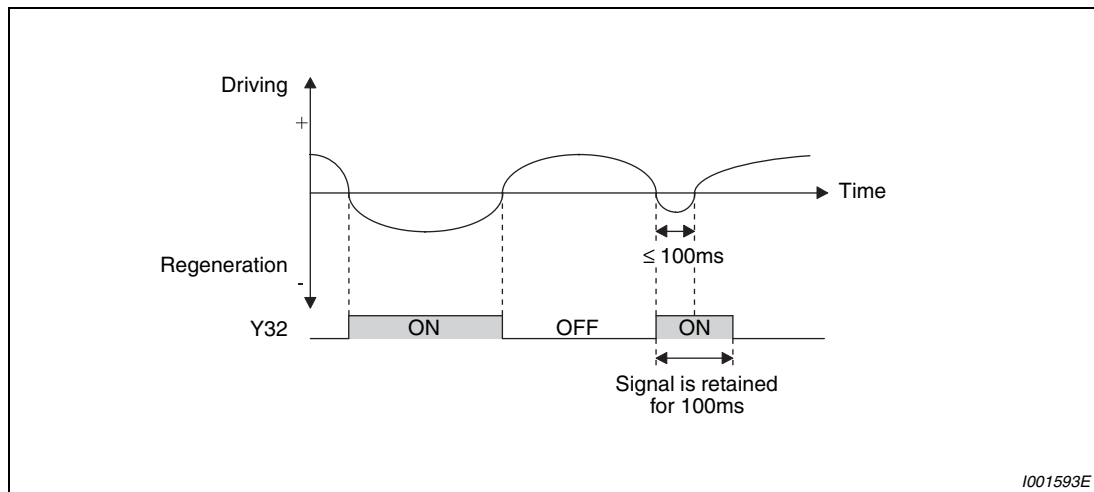 Driving
+
Time
≤ 100ms
Regeneration
-
Y32
ON
OFF
ON
Signal is retained
for 100ms
I001593E